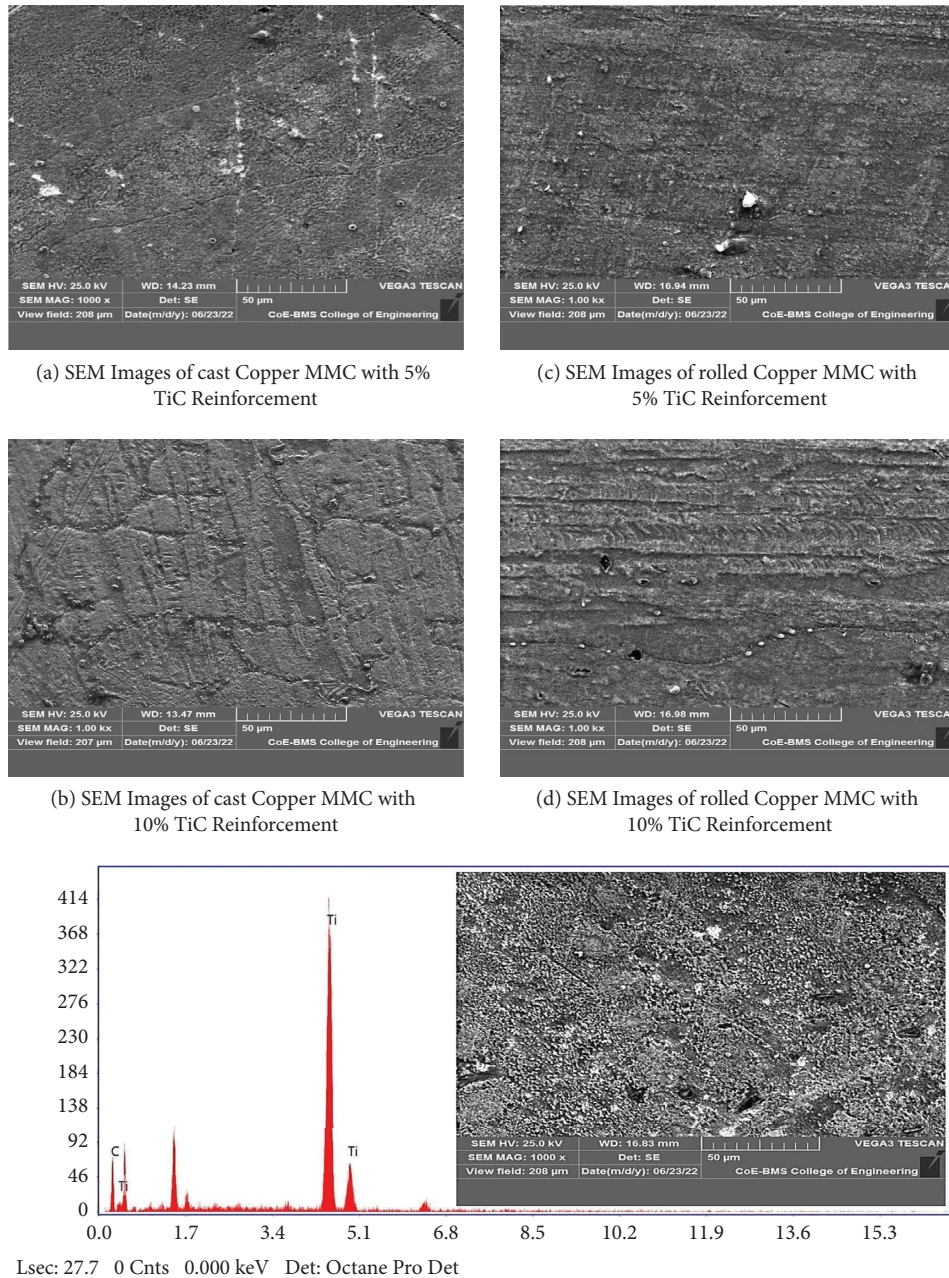 SEM HV: 25.0 kV WD: 14.23 mm VEGA3 TESCAN
SEM MAG: 1000 x Det: SE 50 µm
View field: 208 µm Date(m/d/y): 06/23/22 CoE-BMS College of Engineering
(a) SEM Images of cast Copper MMC with 5%
TiC Reinforcement
SEM HV: 25.0 kV WD: 16.94 mm VEGA3 TESCA
SEM MAG: 1.00 kx Det: SE 50 µm
View field: 208 µm Date(m/d/y): 06/23/22 CoE-BMS College of Engineering
(c) SEM Images of rolled Copper MMC with
5% TiC Reinforcement
SEM HV: 25.0 kV WD: 13.47 mm VEGA3 TESCAN
SEM MAG: 1.00 kx Det: SE 50 µm
View field: 207 µm Date(m/d/y): 06/23/22 CoE-BMS College of Engineering
(b) SEM Images of cast Copper MMC with
10% TiC Reinforcement
SEM HV: 25.0 kV WD: 16.98 mm VEGA3 TESCA
SEM MAG: 1.00 kx Det: SE 50 µm
View field: 208 µm Date(m/d/y): 06/23/22 CoE-BMS College of Engineering
(d) SEM Images of rolled Copper MMC with
10% TiC Reinforcement
414
368
322
276
230
184
138
92
46
0
C
Ti
Ti
Ti
SEM HV: 25.0 kV WD: 16.83 mm VEGA3 TESCAN
SEM MAG: 1000 x Det: SE 50 µm
View field: 208 µm Date(m/d/y): 06/23/22 CoE-BMS College of Engineering
0.0 1.7 3.4 5.1 6.8 8.5 10.2 11.9 13.6 15.3
Lsec: 27.7 0 Cnts 0.000 keV Det: Octane Pro Det